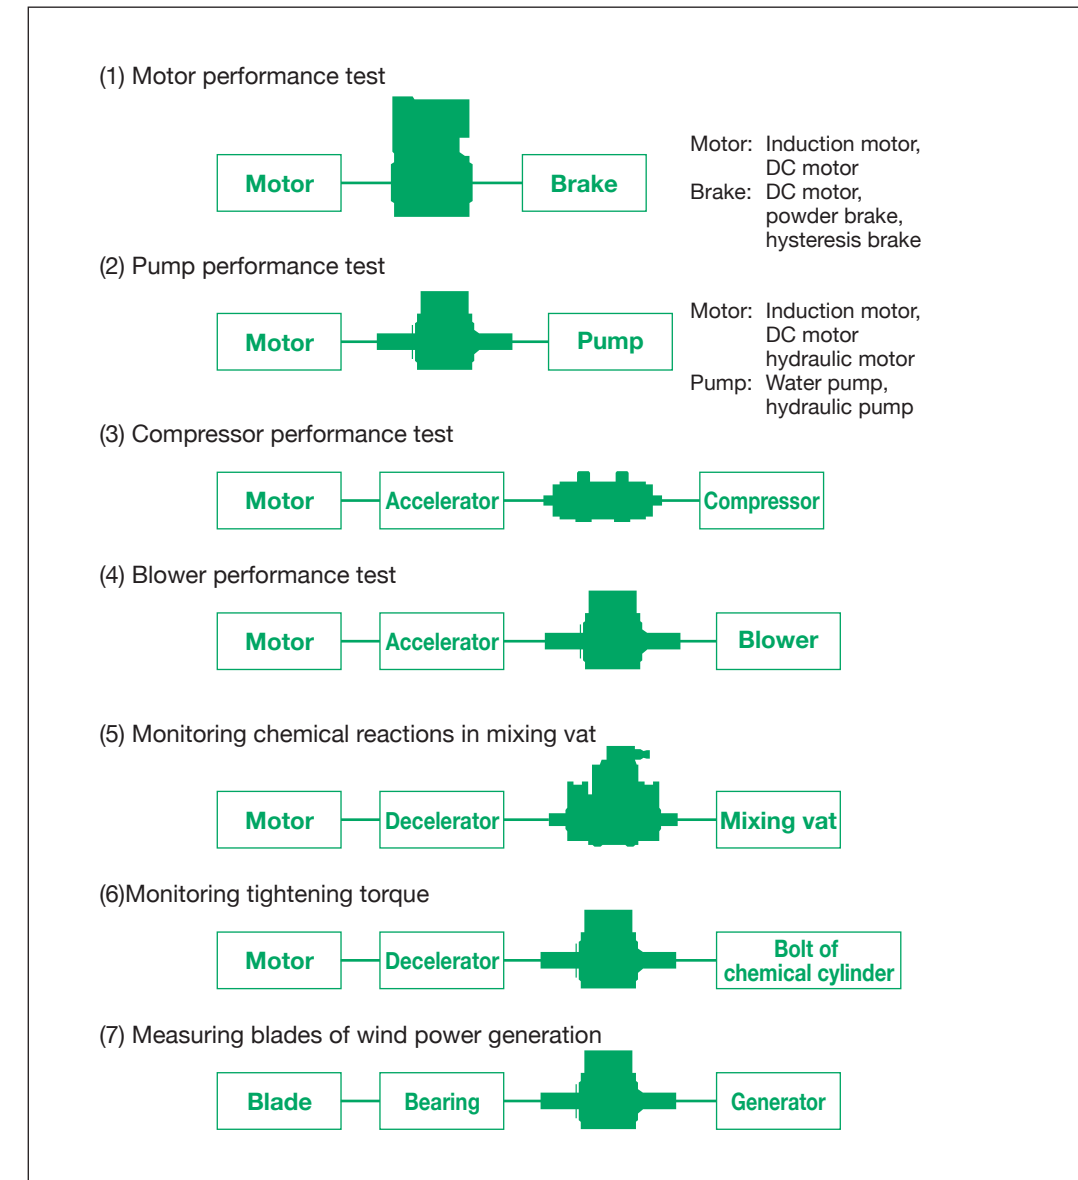 (1) Motor performance test
Motor
Brake
Motor: Induction motor,
DC motor
Brake: DC motor,
powder brake,
hysteresis brake
(2) Pump performance test
Motor
Pump
Motor: Induction motor,
DC motor
hydraulic motor
Pump: Water pump,
hydraulic pump
(3) Compressor performance test
Motor
Accelerator
Compressor
(4) Blower performance test
Motor
Accelerator
Blower
(5) Monitoring chemical reactions in mixing vat
Motor
Decelerator
Mixing vat
(6)Monitoring tightening torque
Motor
Decelerator
Bolt of
chemical cylinder
(7) Measuring blades of wind power generation
Blade
Bearing
Generator